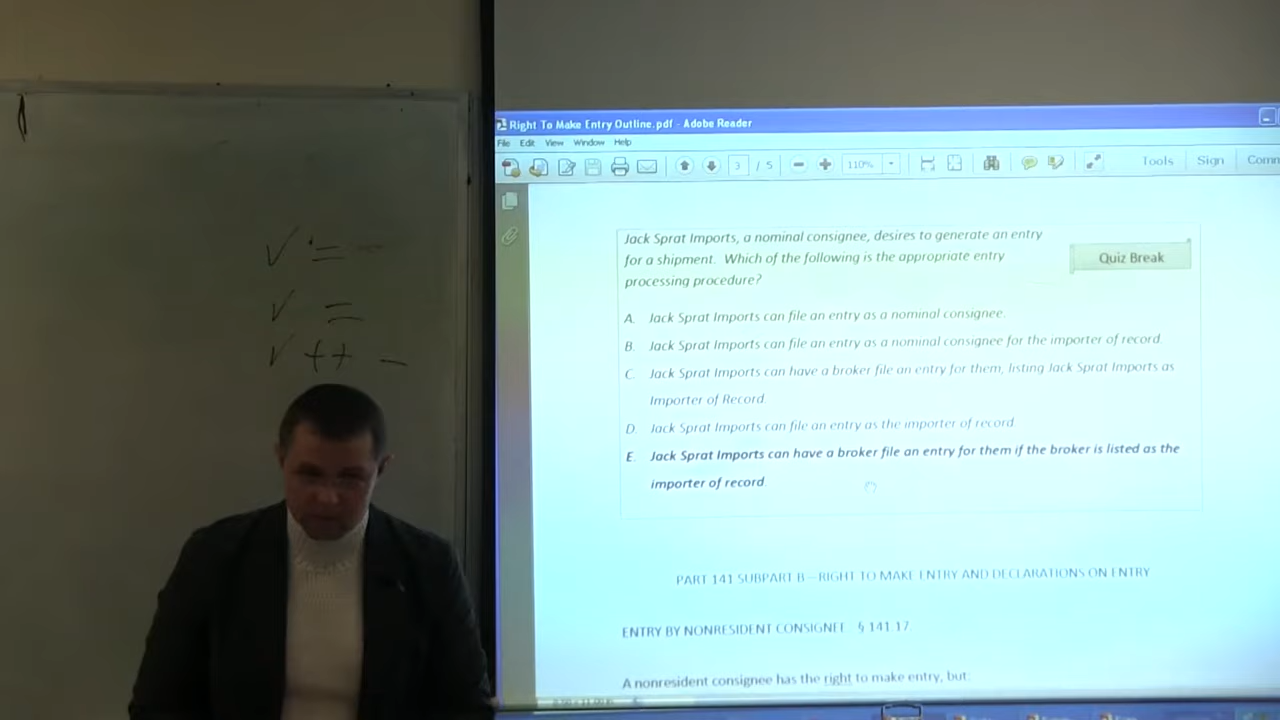 Right To Make Entry Outline.pdf - Adobe Reader
File Edit View Window Help
3 / 5 110% Tools Sign Comm
Jack Sprat Imports, a nominal consignee, desires to generate an entry
for a shipment. Which of the following is the appropriate entry
processing procedure?
Quiz Break
A. Jack Sprat Imports can file an entry as a nominal consignee.
B. Jack Sprat Imports can file an entry as a nominal consignee for the importer of record.
C. Jack Sprat Imports can have a broker file an entry for them, listing Jack Sprat Imports as
Importer of Record.
D. Jack Sprat Imports can file an entry as the importer of record.
E. Jack Sprat Imports can have a broker file an entry for them if the broker is listed as the
importer of record.
PART 141 SUBPART B – RIGHT TO MAKE ENTRY AND DECLARATIONS ON ENTRY
ENTRY BY NONRESIDENT CONSIGNEE § 141.17
A nonresident consignee has the right to make entry, but: